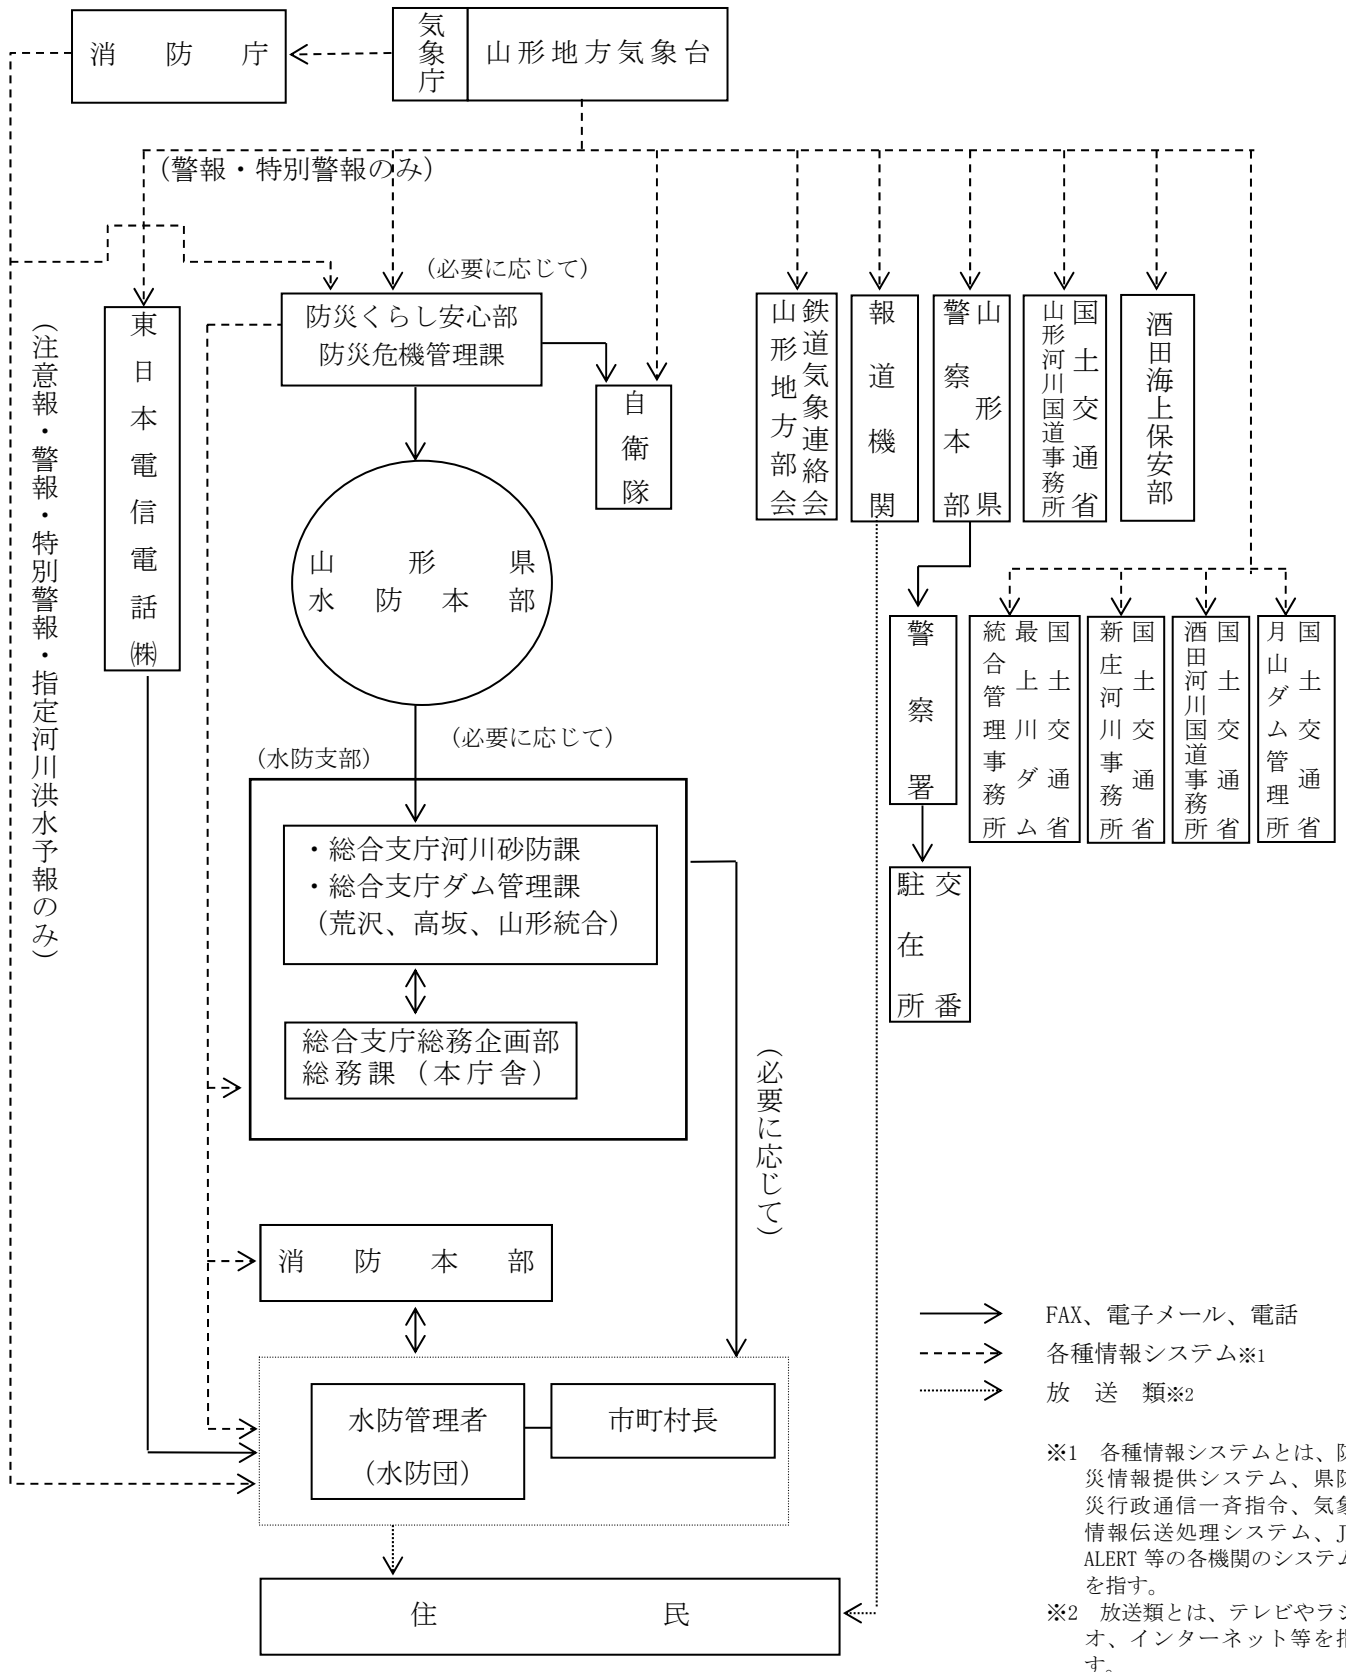 消防庁
気象庁
山形地方気象台
(警報・特別警報のみ)
(必要に応じて)
(注意報・警報・特別警報・指定河川洪水予報のみ)
東日本電信電話㈱
防災くらし安心部
防災危機管理課
自衛隊
鉄道気象連絡会
山形地方部会
報道機関
山形県
警察本部
国土交通省
山形河川国道事務所
酒田海上保安部
山形県
水防本部
警察署
国土交通省
最上川ダム
統合管理事務所
国土交通省
新庄河川事務所
国土交通省
酒田河川国道事務所
国土交通省
月山ダム管理所
交番
駐在所
(必要に応じて)
(水防支部)
・総合支庁河川砂防課
・総合支庁ダム管理課
(荒沢、高坂、山形統合)
総合支庁総務企画部
総務課(本庁舎)
(必要に応じて)
消防本部
水防管理者
(水防団)
市町村長
住民
FAX、電子メール、電話
各種情報システム※1
放送類※2
※1 各種情報システムとは、防
災情報提供システム、県防
災行政通信一斉指令、気象
情報伝送処理システム、J
ALERT 等の各機関のシステム
を指す。
※2 放送類とは、テレビやラジ
オ、インターネット等を指
す。